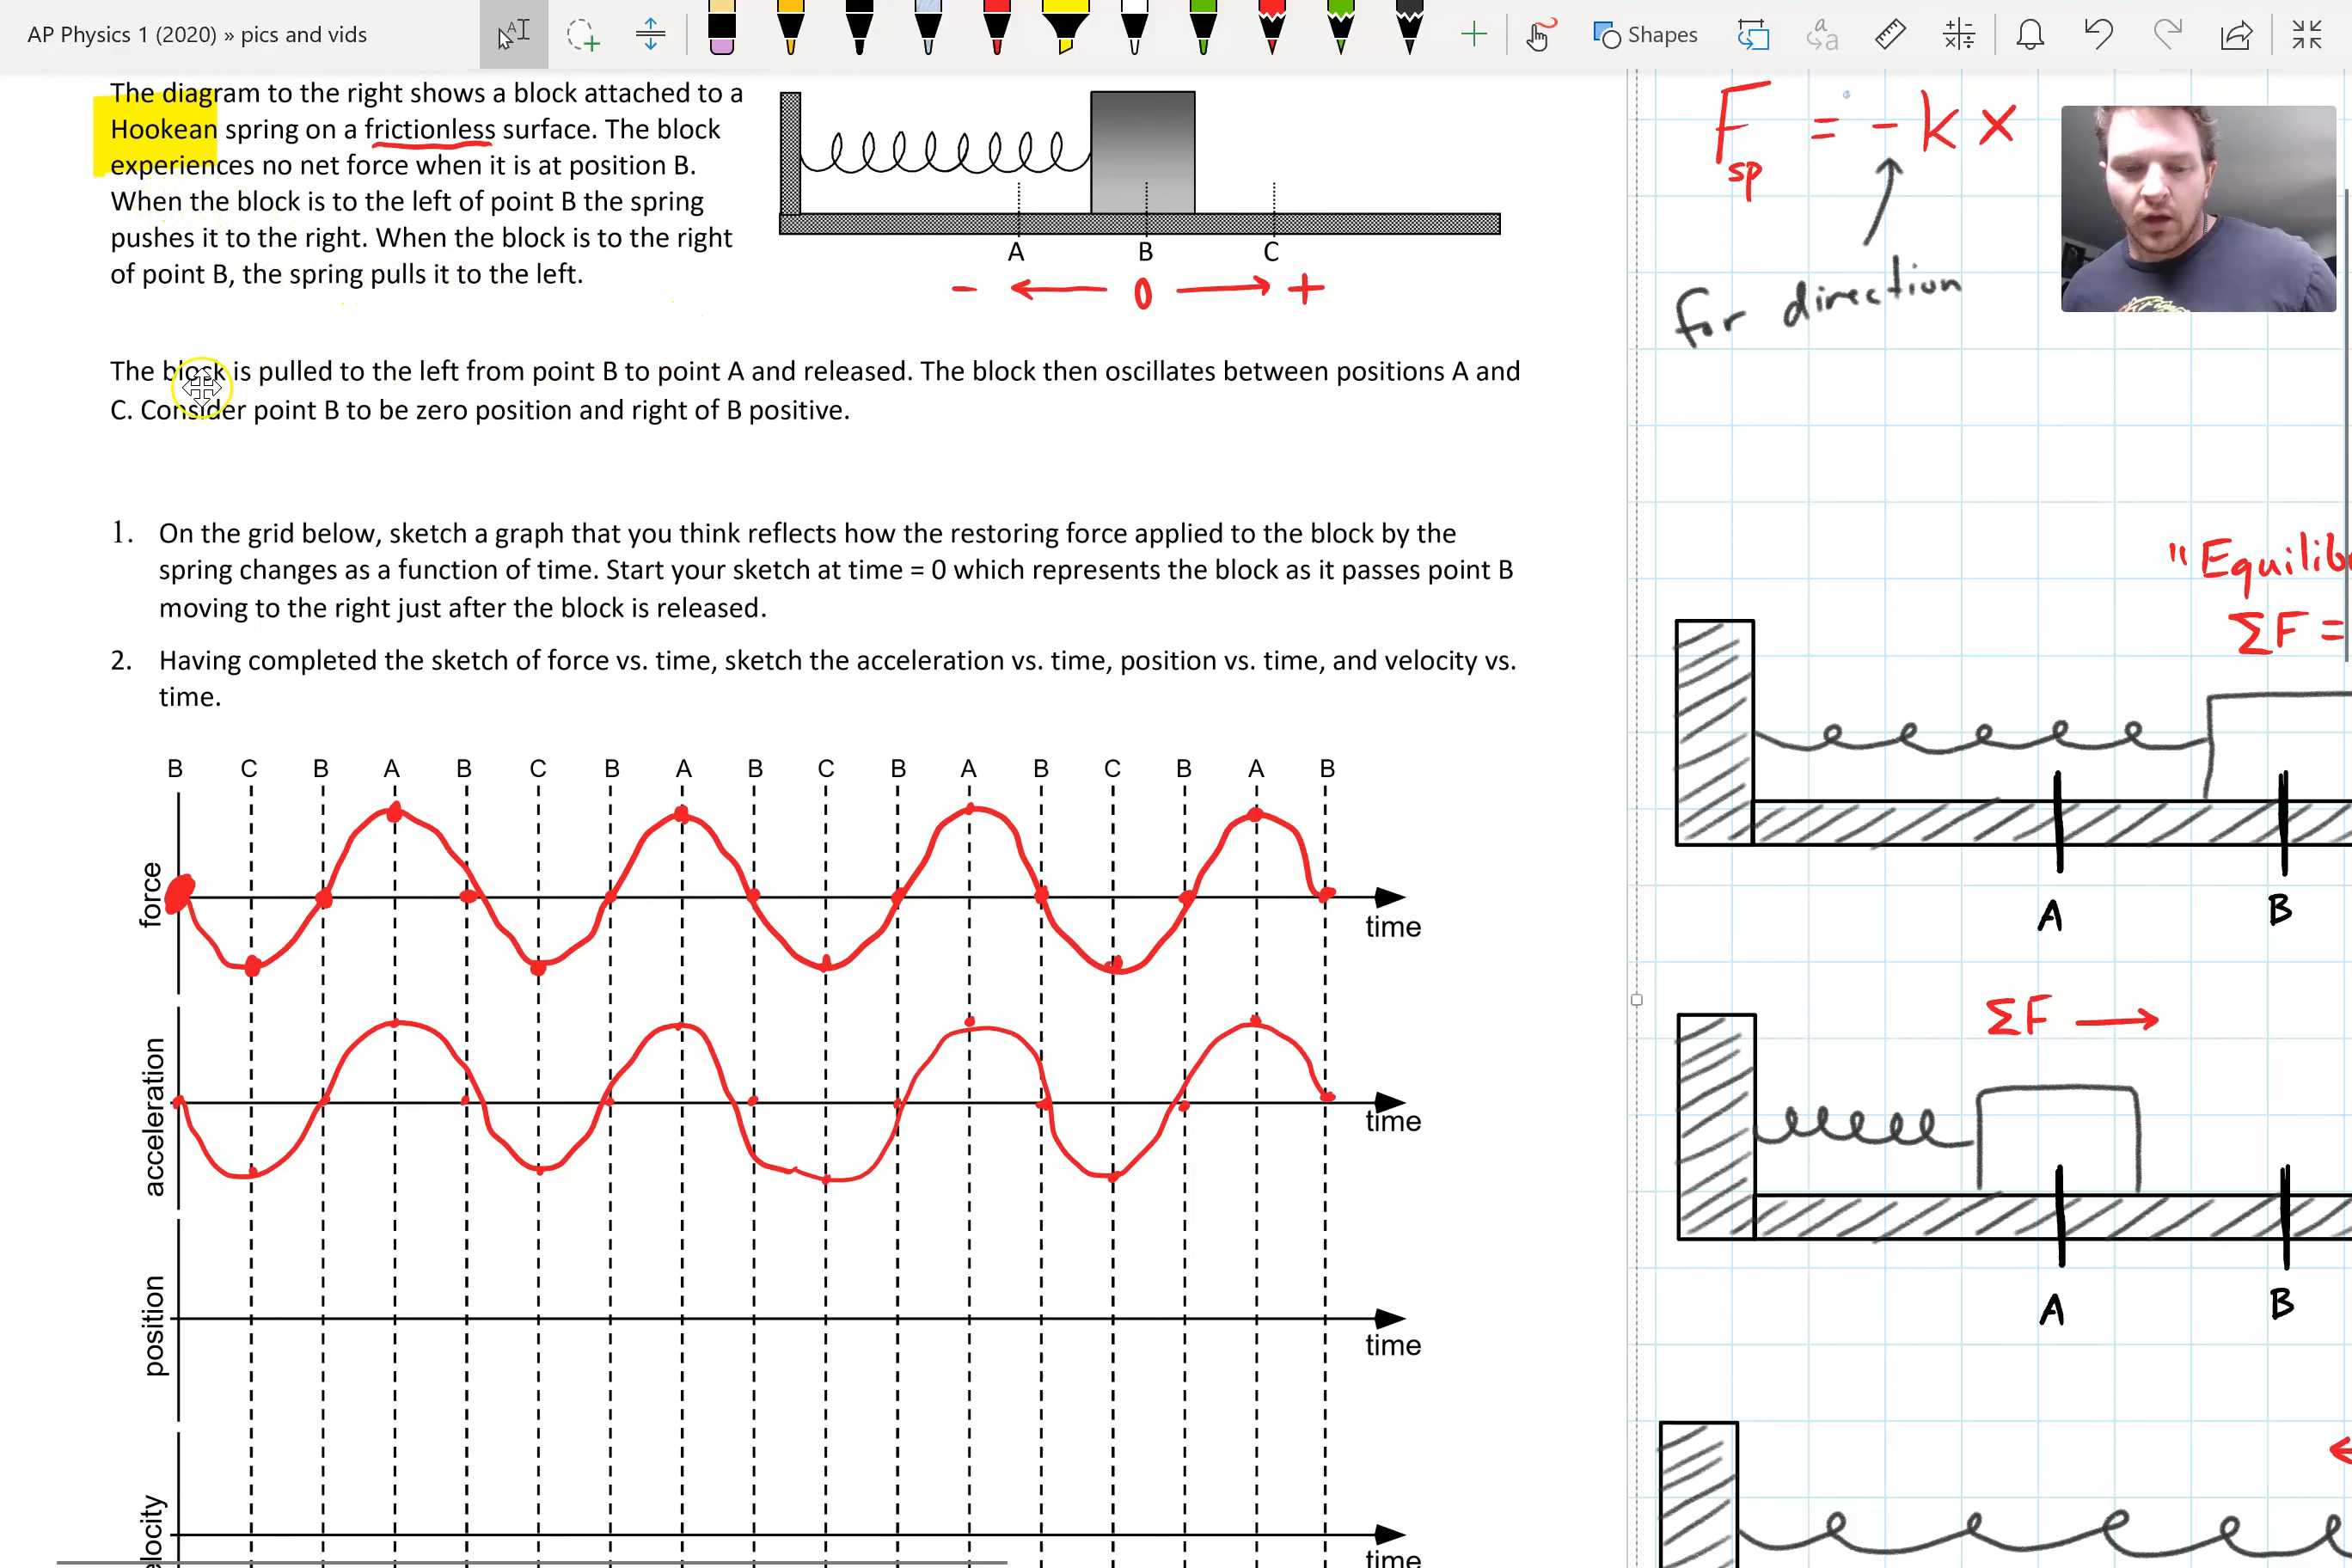 AP Physics 1 (2020) » pics and vids
Shapes
The diagram to the right shows a block attached to a
Hookean spring on a frictionless surface. The block
experiences no net force when it is at position B.
When the block is to the left of point B the spring
pushes it to the right. When the block is to the right
of point B, the spring pulls it to the left.
A B C
- 0 +
F sp = - k x
for direction
The block is pulled to the left from point B to point A and released. The block then oscillates between positions A and
C. Consider point B to be zero position and right of B positive.
1. On the grid below, sketch a graph that you think reflects how the restoring force applied to the block by the
spring changes as a function of time. Start your sketch at time = 0 which represents the block as it passes point B
moving to the right just after the block is released.
2. Having completed the sketch of force vs. time, sketch the acceleration vs. time, position vs. time, and velocity vs.
time.
B C B A B C B A B C B A B C B A B
force
time
acceleration
time
position
time
elocity
time
"Equilib
ΣF =
A B
ΣF
A B